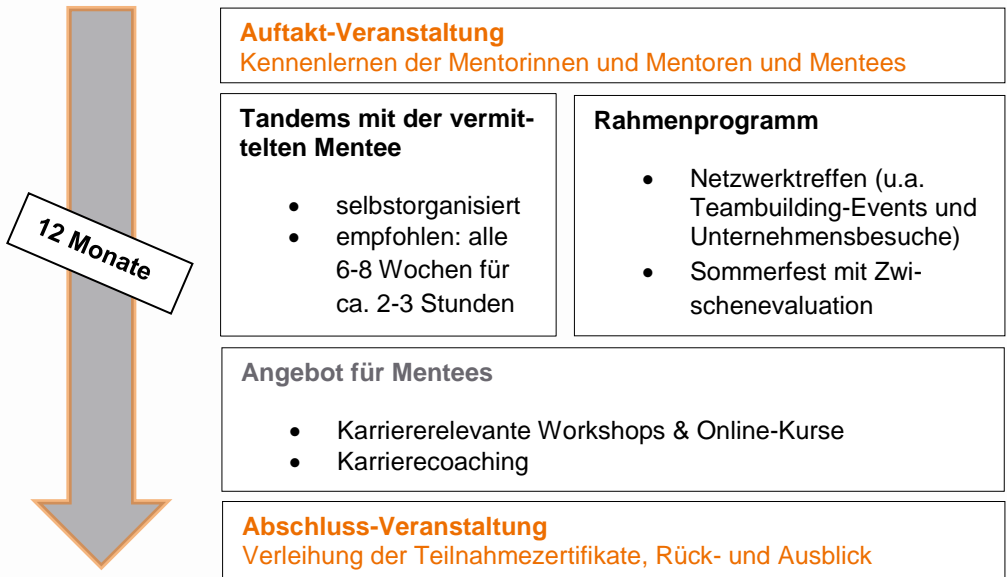 Auftakt-Veranstaltung
Kennenlernen der Mentorinnen und Mentoren und Mentees
12 Monate
Tandems mit der vermit-
telten Mentee
• selbstorganisiert
• empfohlen: alle
6-8 Wochen für
ca. 2-3 Stunden
Rahmenprogramm
• Netzwerktreffen (u.a.
Teambuilding-Events und
Unternehmensbesuche)
• Sommerfest mit Zwi-
schenevaluation
Angebot für Mentees
• Karriererelevante Workshops & Online-Kurse
• Karrierecoaching
Abschluss-Veranstaltung
Verleihung der Teilnahmezertifikate, Rück- und Ausblick